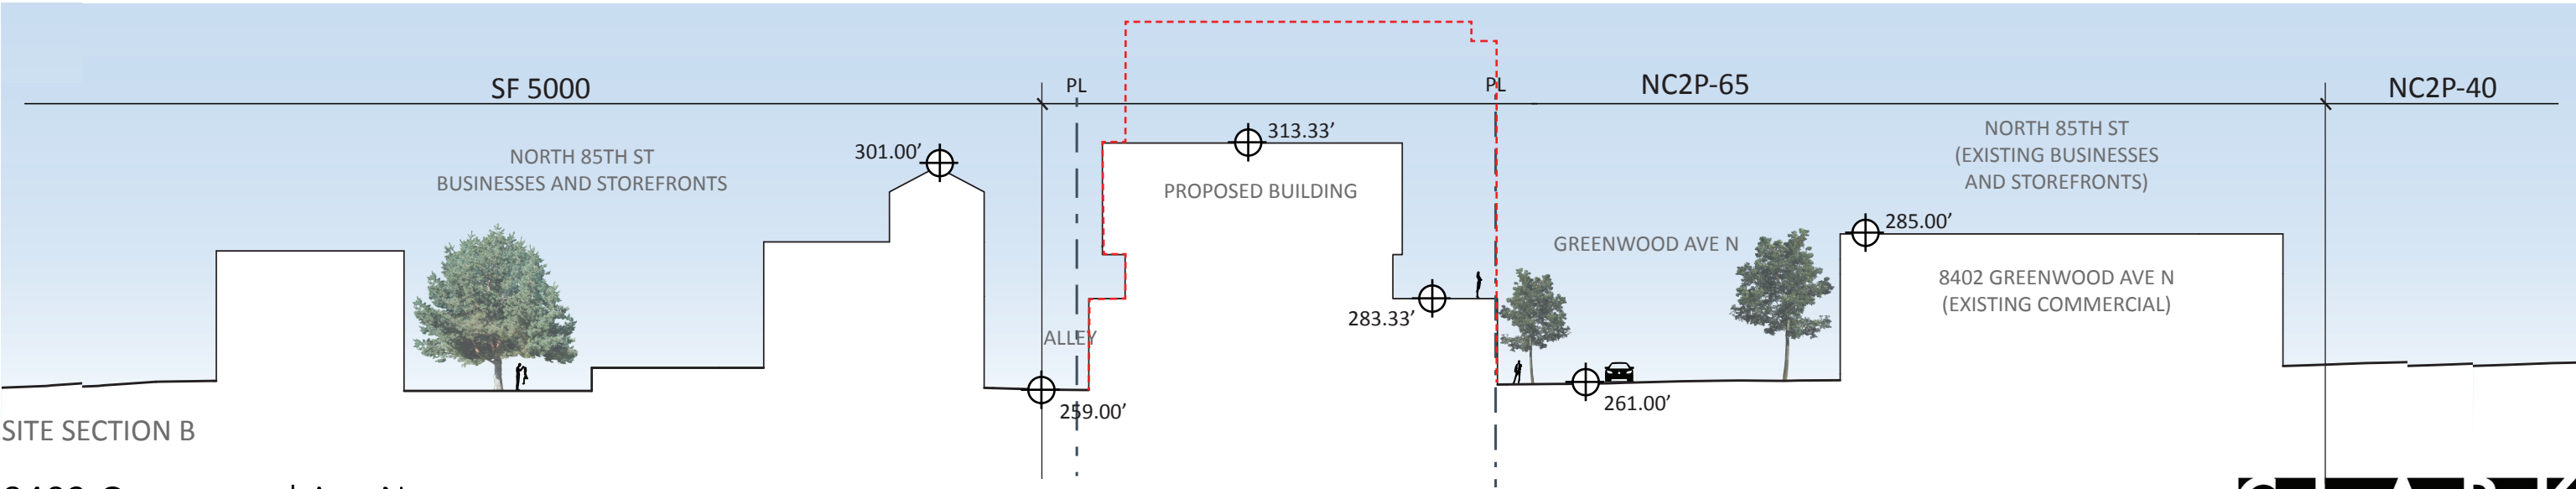 SF 5000
PL
PL
NC2P-65
NC2P-40
NORTH 85TH ST
BUSINESSES AND STOREFRONTS
301.00’
313.33’
PROPOSED BUILDING
NORTH 85TH ST
(EXISTING BUSINESSES
AND STOREFRONTS)
GREENWOOD AVE N
285.00’
8402 GREENWOOD AVE N
(EXISTING COMMERCIAL)
283.33’
ALLEY
259.00’
261.00’
SITE SECTION B